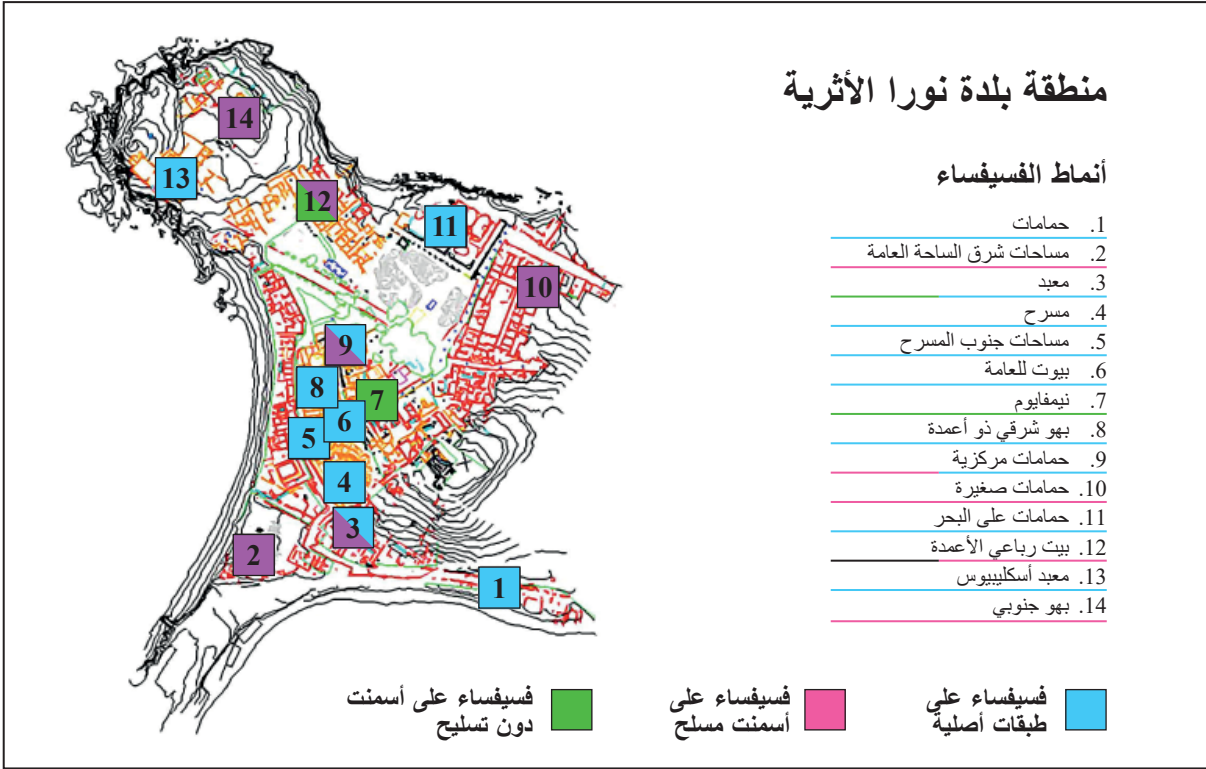 منطقة بلدة نورا الأثرية
أنماط الفسيفساء
1. حمامات
2. مساحات شرق الساحة العامة
3. معبد
4. مسرح
5. مساحات جنوب المسرح
6. بيوت للعامة
7. نيمفايوم
8. بهو شرقي ذو أعمدة
9. حمامات مركزية
10. حمامات صغيرة
11. حمامات على البحر
12. بيت رباعي الأعمدة
13. معبد أسكليبيوس
14. بهو جنوبي
14
13
12
11
10
9
8
7
6
5
4
3
2
1
فسيفساء على
طبقات أصلية
فسيفساء على
أسمنت مسلح
فسيفساء على أسمنت
دون تسليح